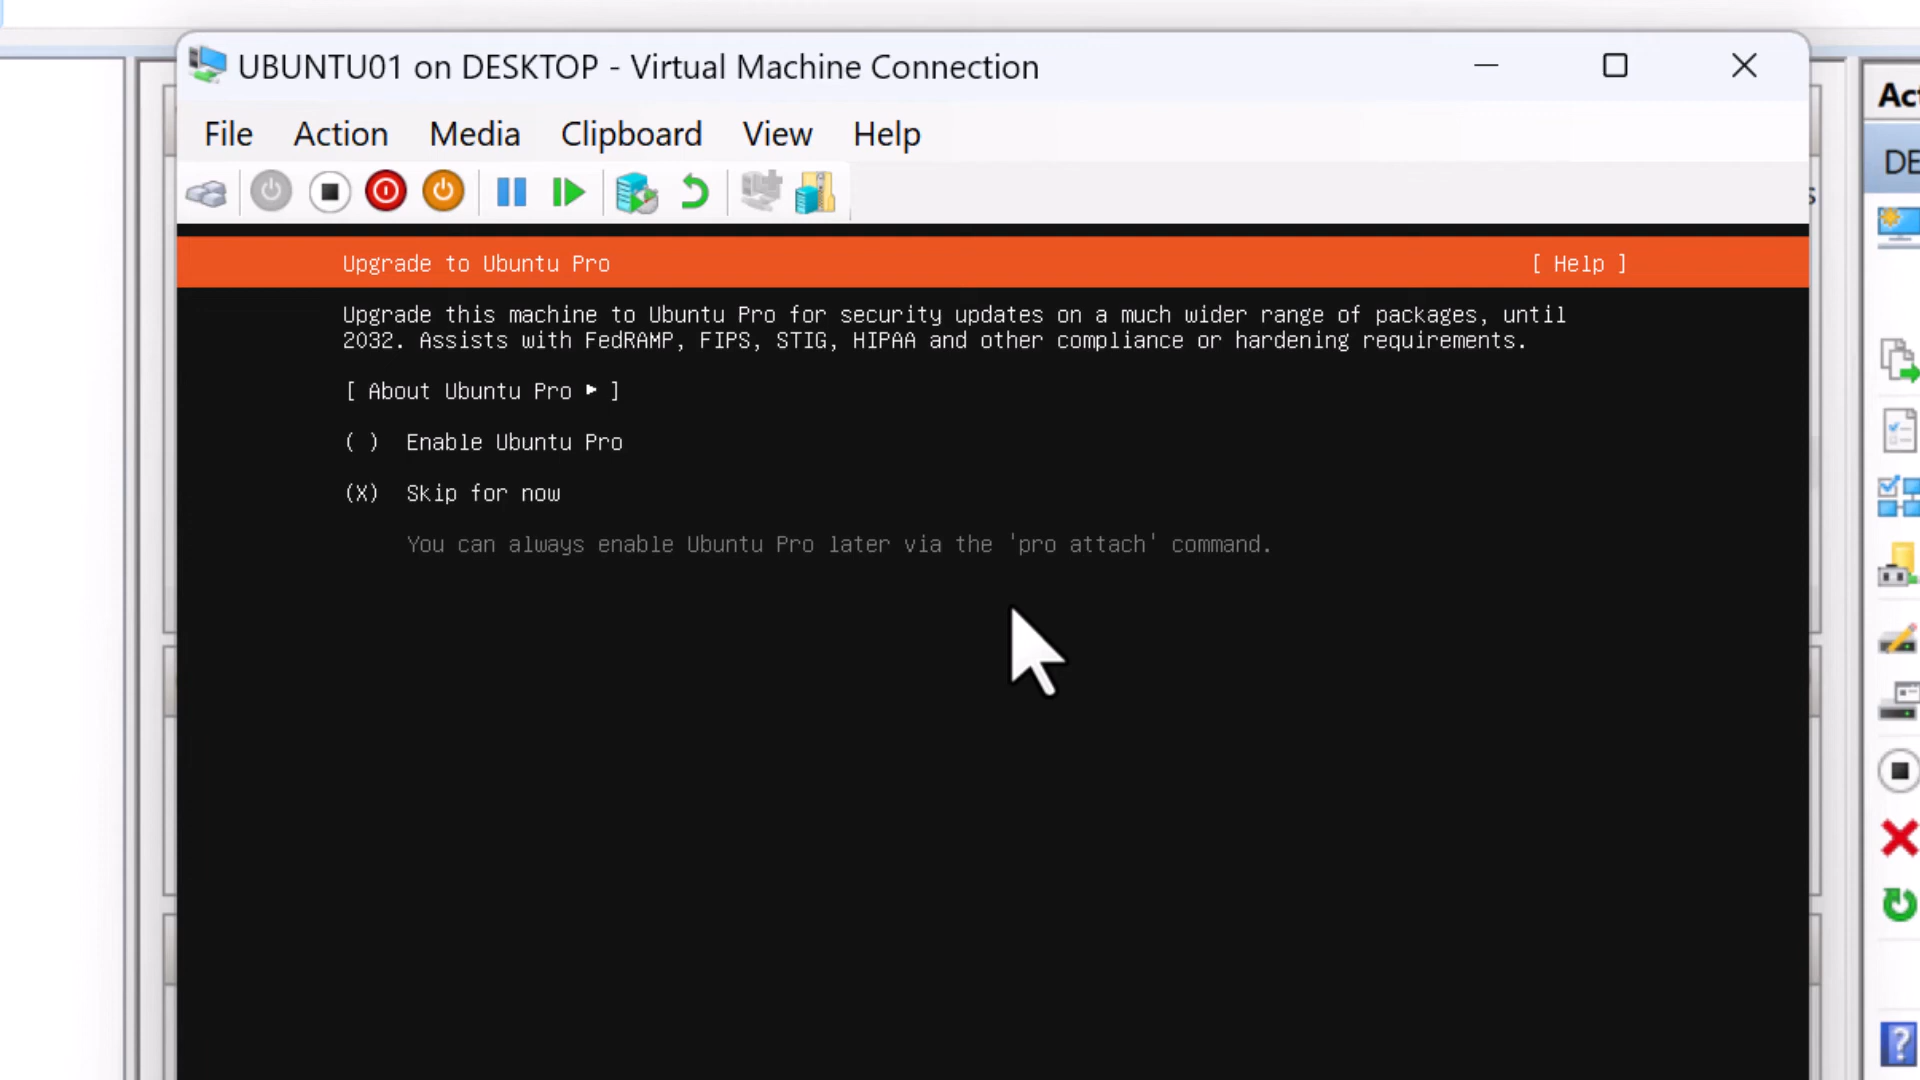 UBUNTU01 on DESKTOP - Virtual Machine Connection
File Action Media Clipboard View Help
Upgrade to Ubuntu Pro [ Help ]
Upgrade this machine to Ubuntu Pro for security updates on a much wider range of packages, until
2032. Assists with FedRAMP, FIPS, STIG, HIPAA and other compliance or hardening requirements.
[ About Ubuntu Pro ▸ ]
( ) Enable Ubuntu Pro
(X) Skip for now
You can always enable Ubuntu Pro later via the 'pro attach' command.